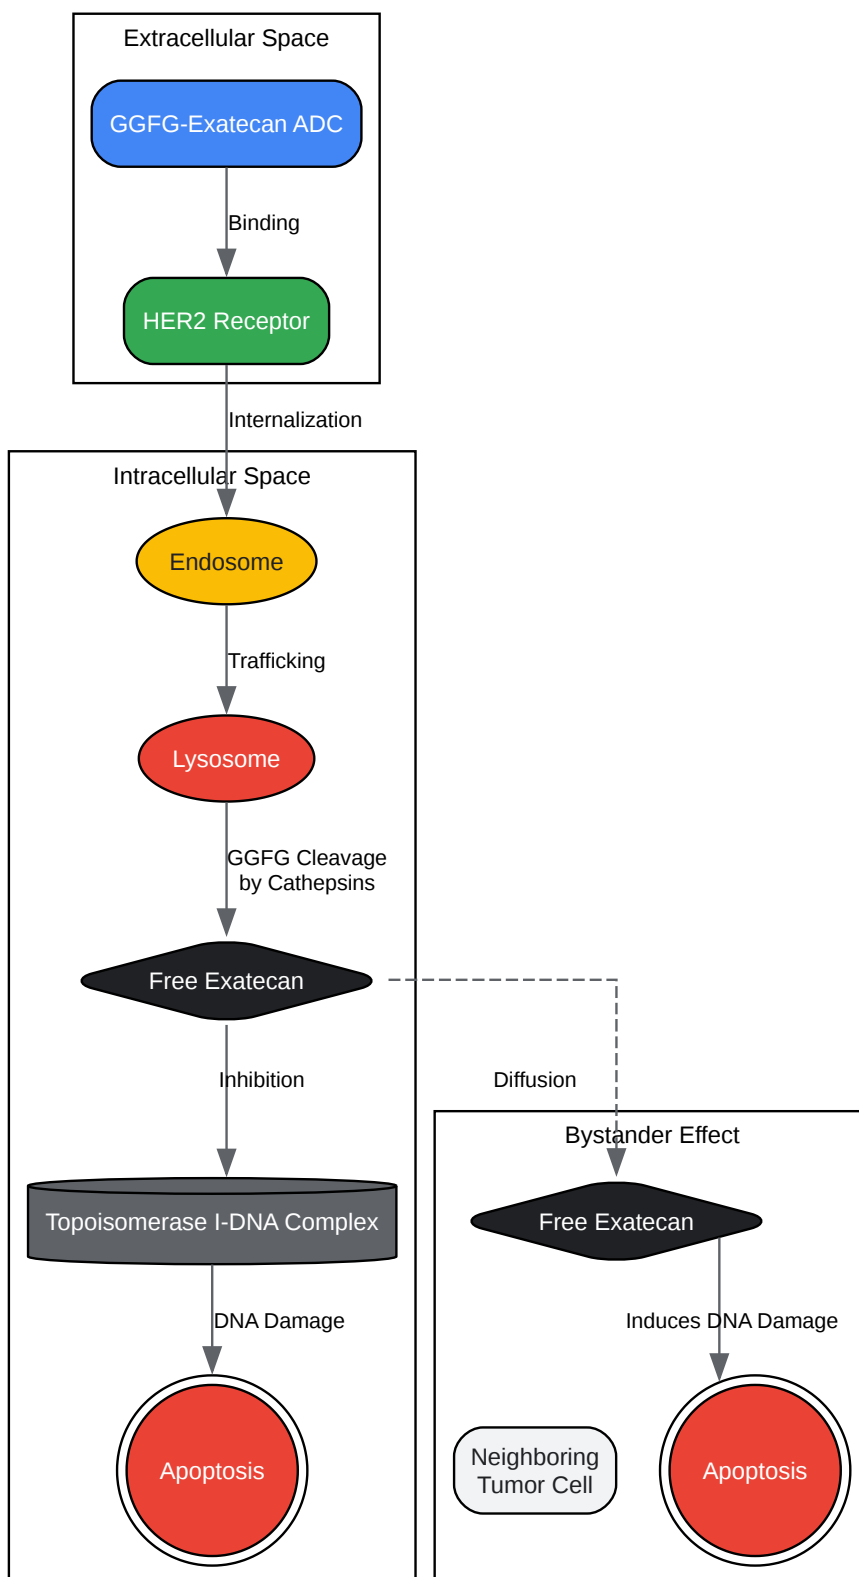 Extracellular Space
GGFG-Exatecan ADC
Binding
HER2 Receptor
Internalization
Intracellular Space
Endosome
Trafficking
Lysosome
GGFG Cleavage
by Cathepsins
Free Exatecan
Inhibition
Diffusion
Bystander Effect
Topoisomerase I-DNA Complex
Free Exatecan
DNA Damage
Induces DNA Damage
Apoptosis
Neighboring
Tumor Cell
Apoptosis